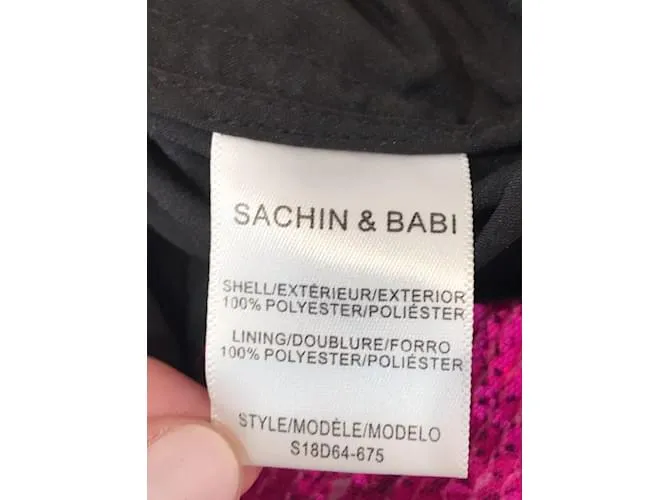 SACHIN & BABI
SHELL/EXTÉRIEUR/EXTERIOR
100% POLYESTER/POLIÉSTER
LINING/DOUBLURE/FORRO
100% POLYESTER/POLIÉSTER
STYLE/MODÈLE/MODELO
S18D64-675